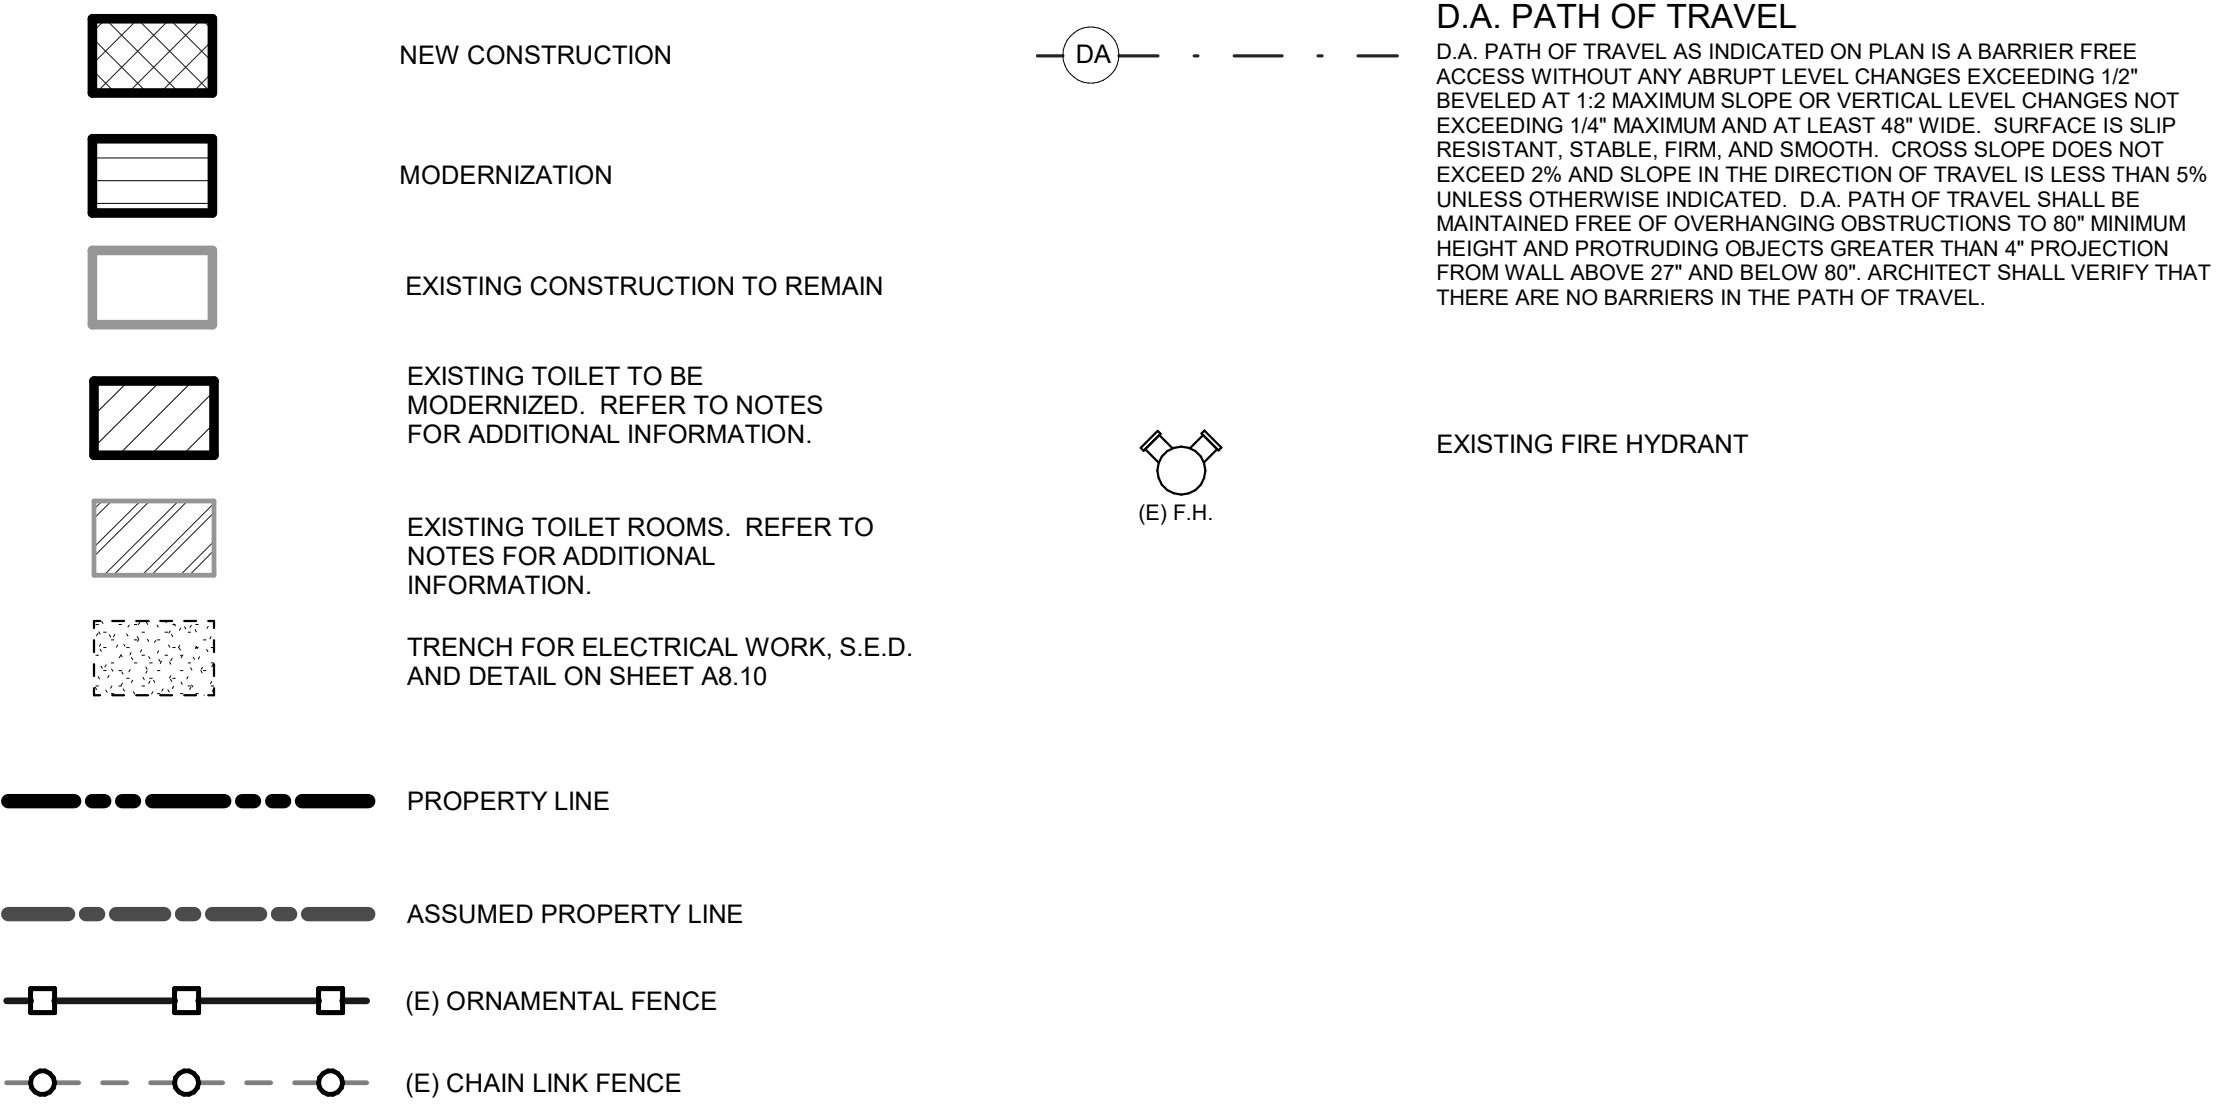 NEW CONSTRUCTION
MODERNIZATION
EXISTING CONSTRUCTION TO REMAIN
EXISTING TOILET TO BE
MODERNIZED.  REFER TO NOTES
FOR ADDITIONAL INFORMATION.
EXISTING TOILET ROOMS.  REFER TO
NOTES FOR ADDITIONAL
INFORMATION.
TRENCH FOR ELECTRICAL WORK, S.E.D.
AND DETAIL ON SHEET A8.10
PROPERTY LINE
ASSUMED PROPERTY LINE
(E) ORNAMENTAL FENCE
(E) CHAIN LINK FENCE
DA
D.A. PATH OF TRAVEL
D.A. PATH OF TRAVEL AS INDICATED ON PLAN IS A BARRIER FREE
ACCESS WITHOUT ANY ABRUPT LEVEL CHANGES EXCEEDING 1/2"
BEVELED AT 1:2 MAXIMUM SLOPE OR VERTICAL LEVEL CHANGES NOT
EXCEEDING 1/4" MAXIMUM AND AT LEAST 48" WIDE.  SURFACE IS SLIP
RESISTANT, STABLE, FIRM, AND SMOOTH.  CROSS SLOPE DOES NOT
EXCEED 2% AND SLOPE IN THE DIRECTION OF TRAVEL IS LESS THAN 5%
UNLESS OTHERWISE INDICATED.  D.A. PATH OF TRAVEL SHALL BE
MAINTAINED FREE OF OVERHANGING OBSTRUCTIONS TO 80" MINIMUM
HEIGHT AND PROTRUDING OBJECTS GREATER THAN 4" PROJECTION
FROM WALL ABOVE 27" AND BELOW 80". ARCHITECT SHALL VERIFY THAT
THERE ARE NO BARRIERS IN THE PATH OF TRAVEL.
(E) F.H.
EXISTING FIRE HYDRANT